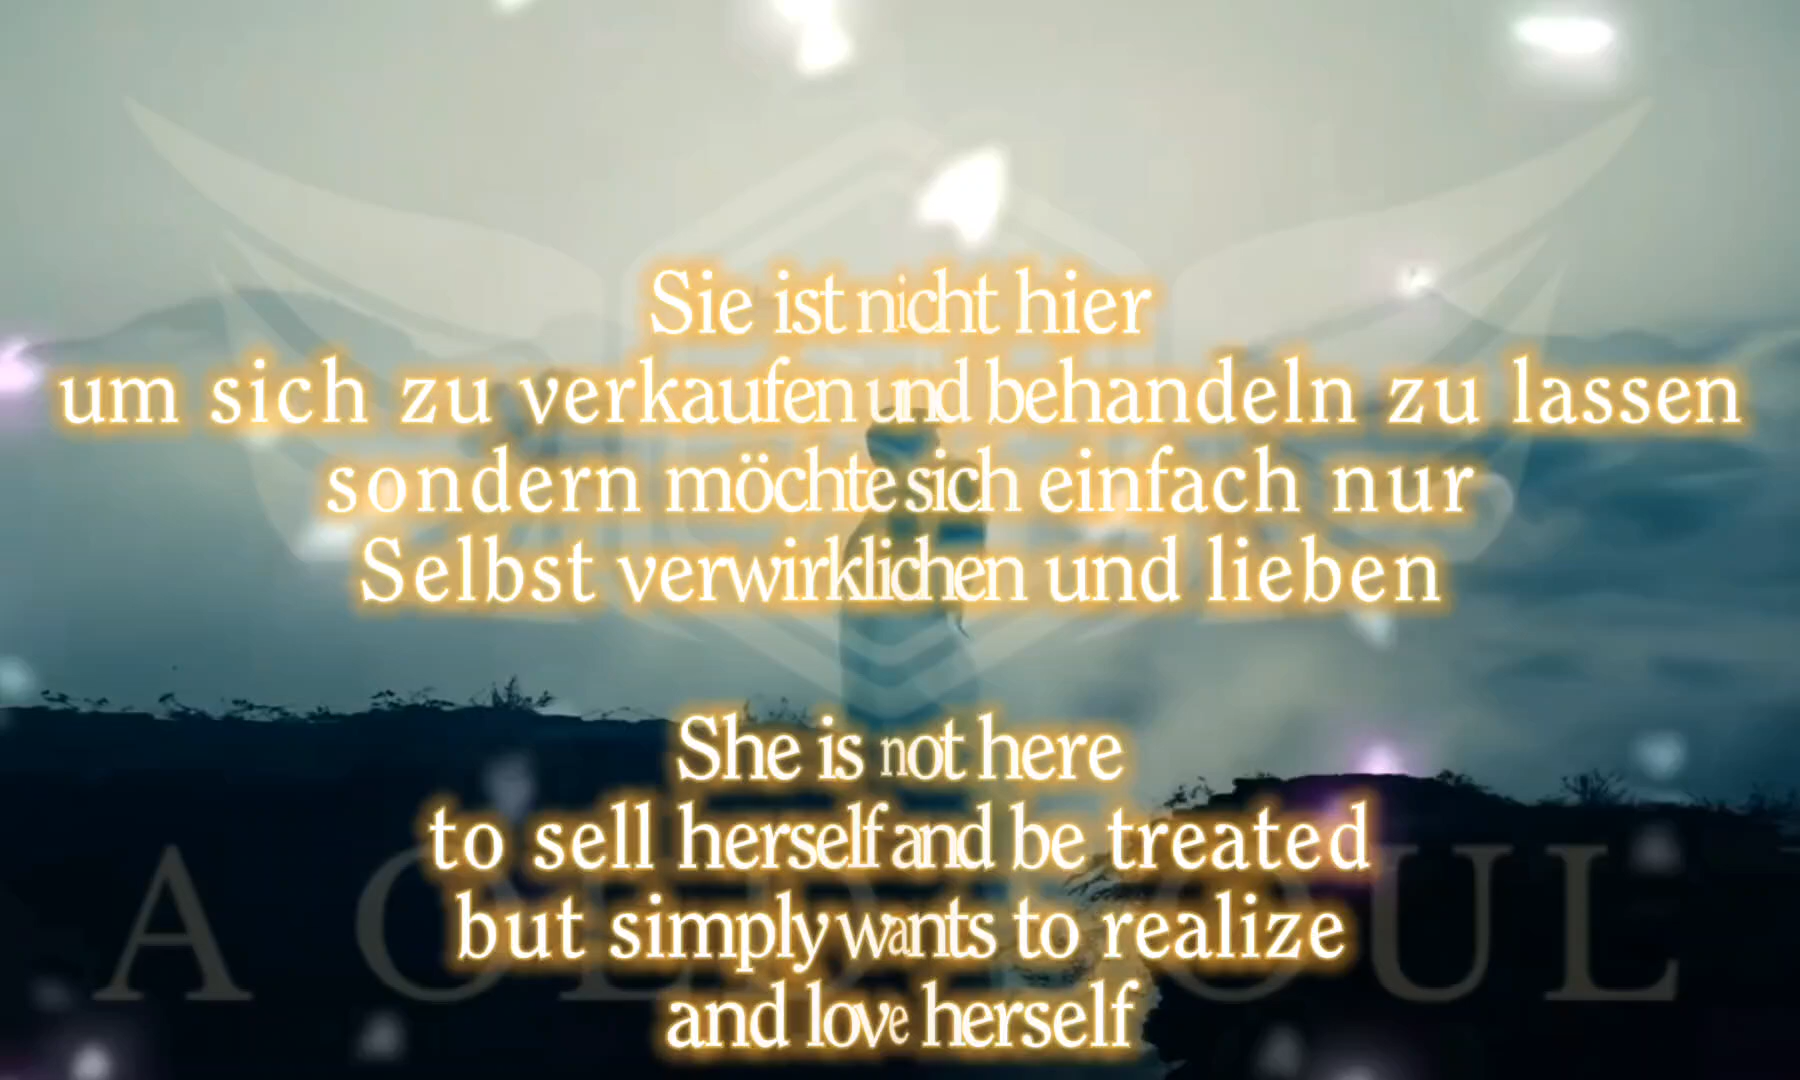 Sie ist nicht hier
um sich zu verkaufen und behandeln zu lassen
sondern möchte sich einfach nur
Selbst verwirklichen und lieben
She is not here
to sell herself and be treated
but simply wants to realize
and love herself
A OLD SOUL